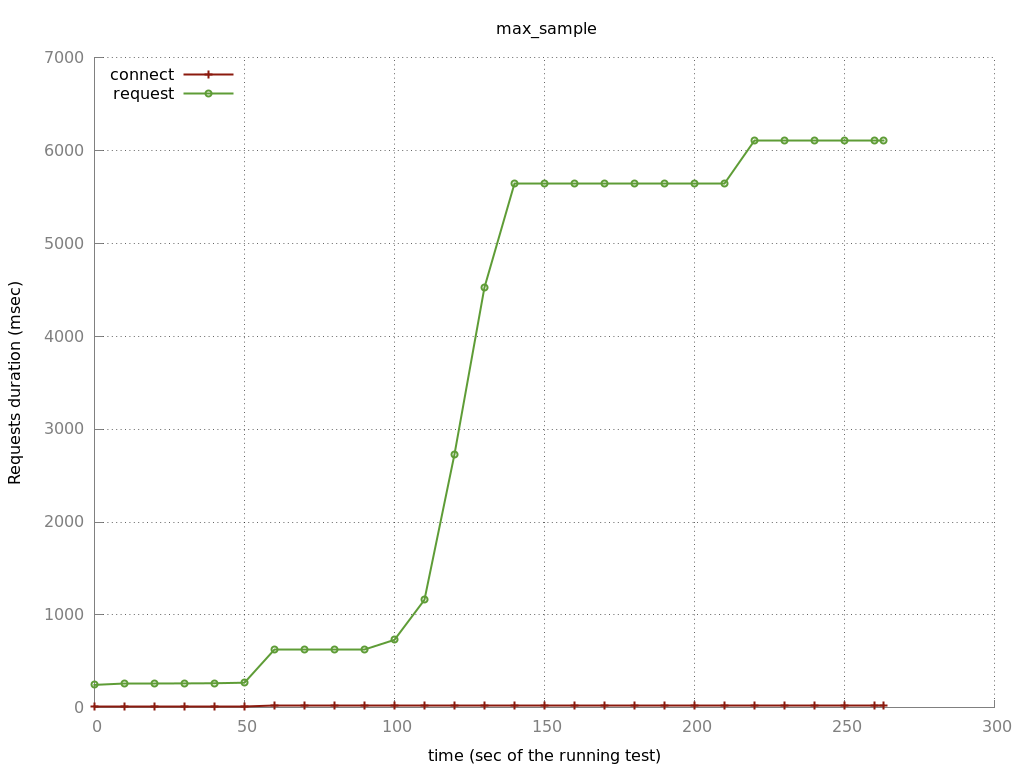 max_sample
7000
6000
5000
4000
3000
2000
1000
0
connect
request
Requests duration (msec)
0 50 100 150 200 250 300
time (sec of the running test)